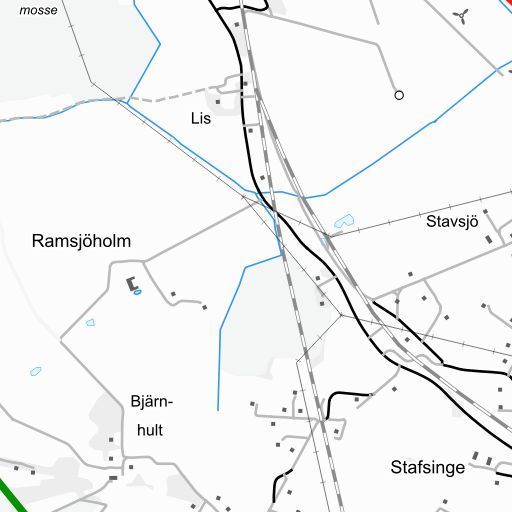 mosse
Lis
Stavsjö
Ramsjöholm
Bjärn-
hult
Stafsinge